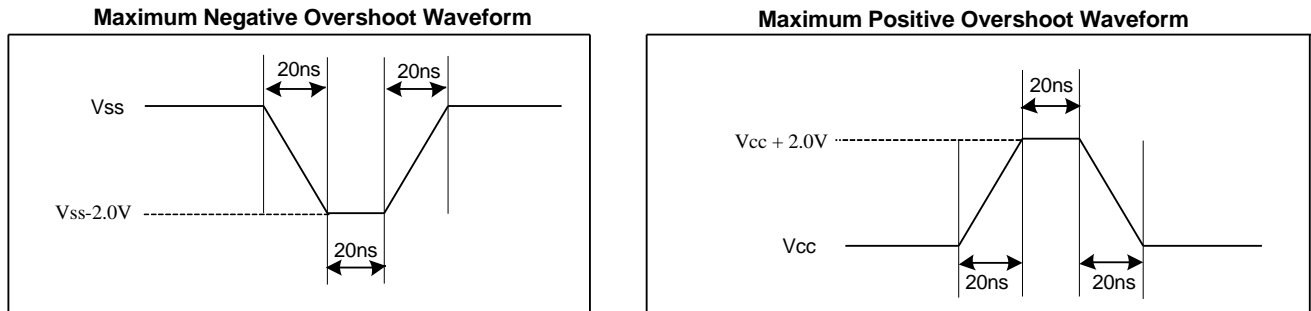 Maximum Negative Overshoot Waveform
20ns
20ns
Vss
Vss-2.0V
20ns
Maximum Positive Overshoot Waveform
20ns
Vcc + 2.0V
Vcc
20ns
20ns